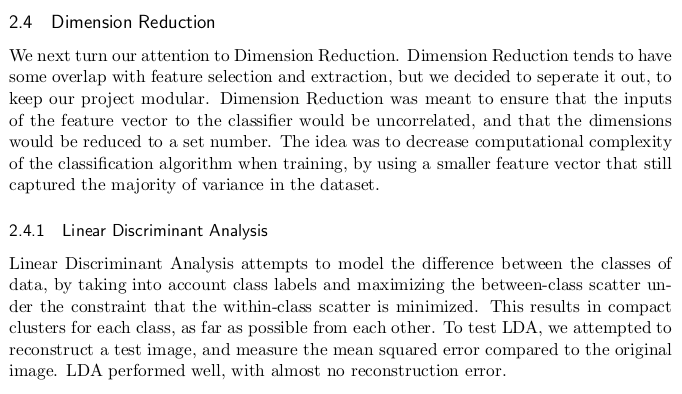 2.4 Dimension Reduction
We next turn our attention to Dimension Reduction. Dimension Reduction tends to have
some overlap with feature selection and extraction, but we decided to seperate it out, to
keep our project modular. Dimension Reduction was meant to ensure that the inputs
of the feature vector to the classifier would be uncorrelated, and that the dimensions
would be reduced to a set number. The idea was to decrease computational complexity
of the classification algorithm when training, by using a smaller feature vector that still
captured the majority of variance in the dataset.
2.4.1 Linear Discriminant Analysis
Linear Discriminant Analysis attempts to model the difference between the classes of
data, by taking into account class labels and maximizing the between-class scatter un-
der the constraint that the within-class scatter is minimized. This results in compact
clusters for each class, as far as possible from each other. To test LDA, we attempted to
reconstruct a test image, and measure the mean squared error compared to the original
image. LDA performed well, with almost no reconstruction error.